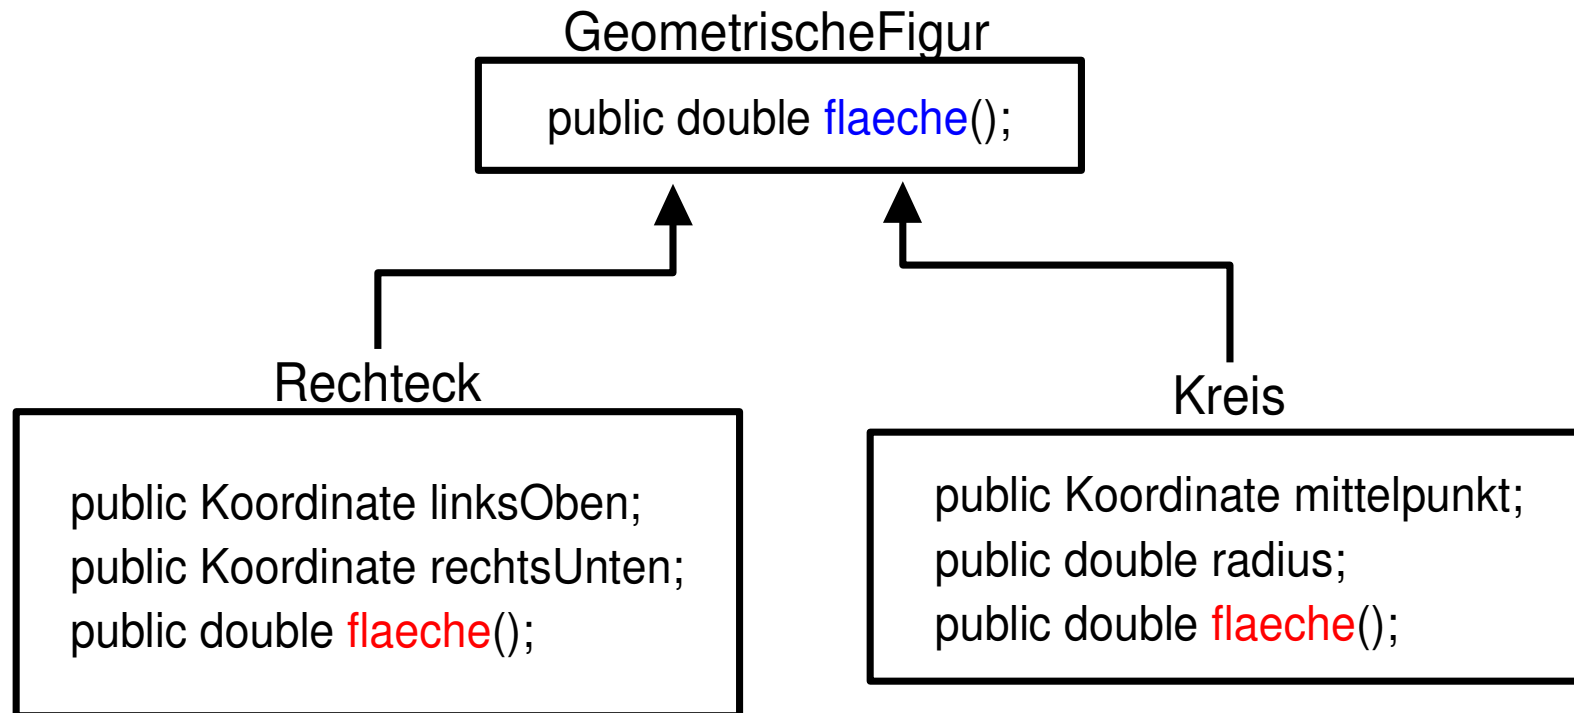 GeometrischeFigur
public double flaeche();
Rechteck
public Koordinate linksOben;
public Koordinate rechtsUnten;
public double flaeche();
Kreis
public Koordinate mittelpunkt;
public double radius;
public double flaeche();